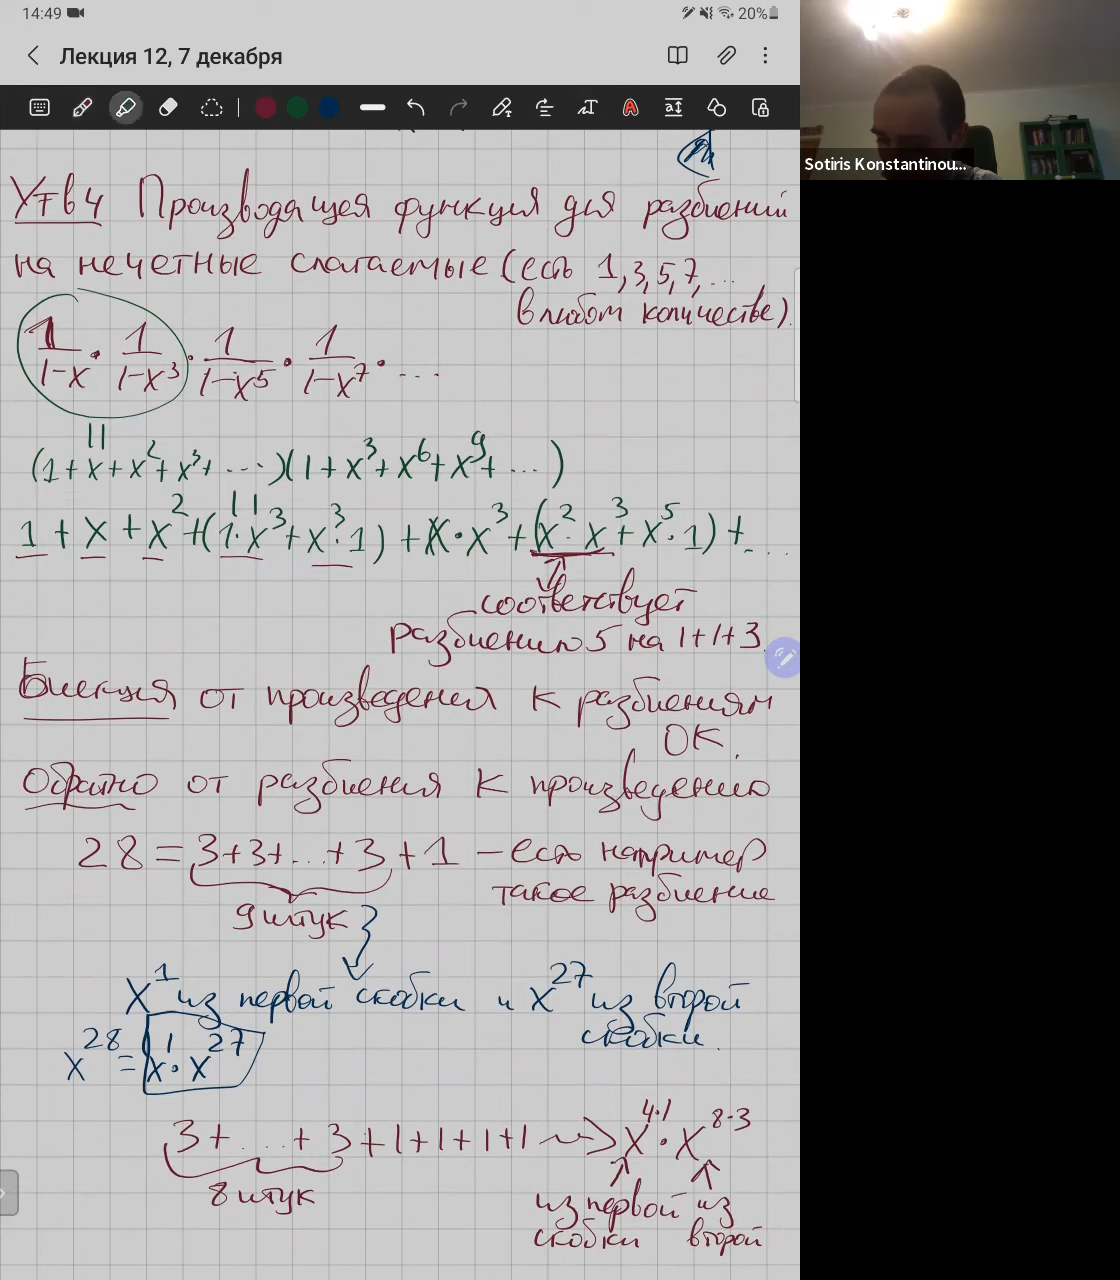 14:49
20%
Лекция 12, 7 декабря
Sotiris Konstantinou...
Утв 4 Производящея функция для разбиений
на нечетные слагаемые (есть 1,3,5,7,...
в любом количестве).
1/(1-x) · 1/(1-x³) · 1/(1-x⁵) · 1/(1-x⁷) · ...
||
(1+x+x²+x³+...)(1+x³+x⁶+x⁹+...)
||
1+x+x²+(1·x³+x³·1)+x·x³+(x²·x³+x⁵·1)+...
соответствует
разбиению 5 на 1+1+3.
Биекция от произведения к разбиениям
ОК.
Обратно от разбиения к произведению
28=3+3+...+3+1 – есть например
такое разбиение
9 штук
x¹ из первой скобки и x²⁷ из второй
скобки.
x²⁸=x¹·x²⁷
3+...+3+1+1+1+1 ~> x⁴·¹·x⁸·³
8 штук
из первой из
скобки второй